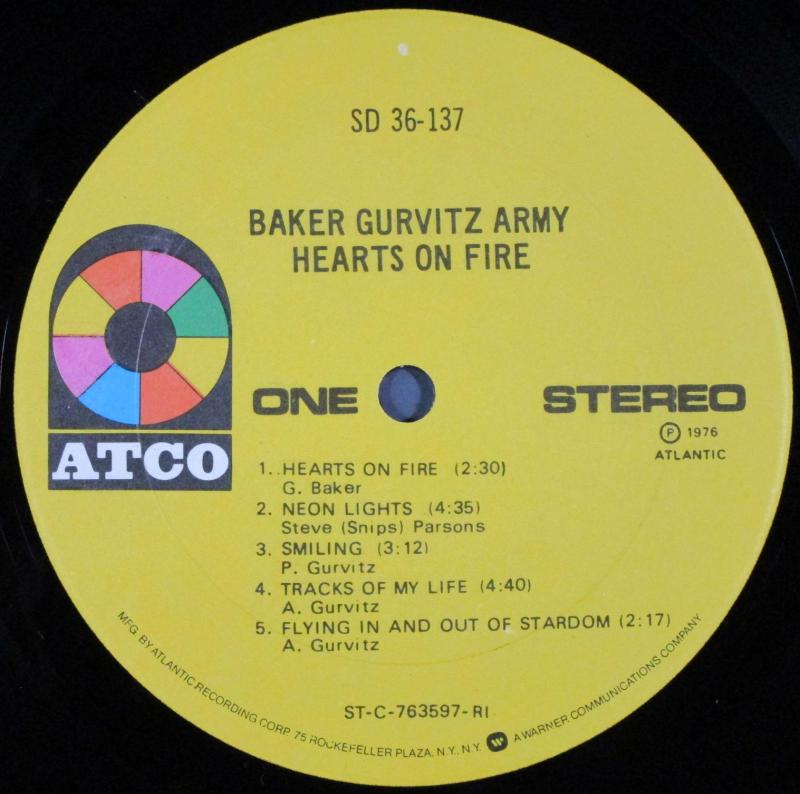 SD 36-137
BAKER GURVITZ ARMY
HEARTS ON FIRE
ATCO
ONE
STEREO
Ⓟ 1976
ATLANTIC
1. .HEARTS ON FIRE (2:30)
G. Baker
2. NEON LIGHTS (4:35)
Steve (Snips) Parsons
3. SMILING (3:12)
P. Gurvitz
4. TRACKS OF MY LIFE (4:40)
A. Gurvitz
5. FLYING IN AND OUT OF STARDOM (2:17)
A. Gurvitz
ST-C-763597-RI
MFG. BY ATLANTIC RECORDING CORP. 75 ROCKEFELLER PLAZA, N.Y., N.Y. A WARNER COMMUNICATIONS COMPANY